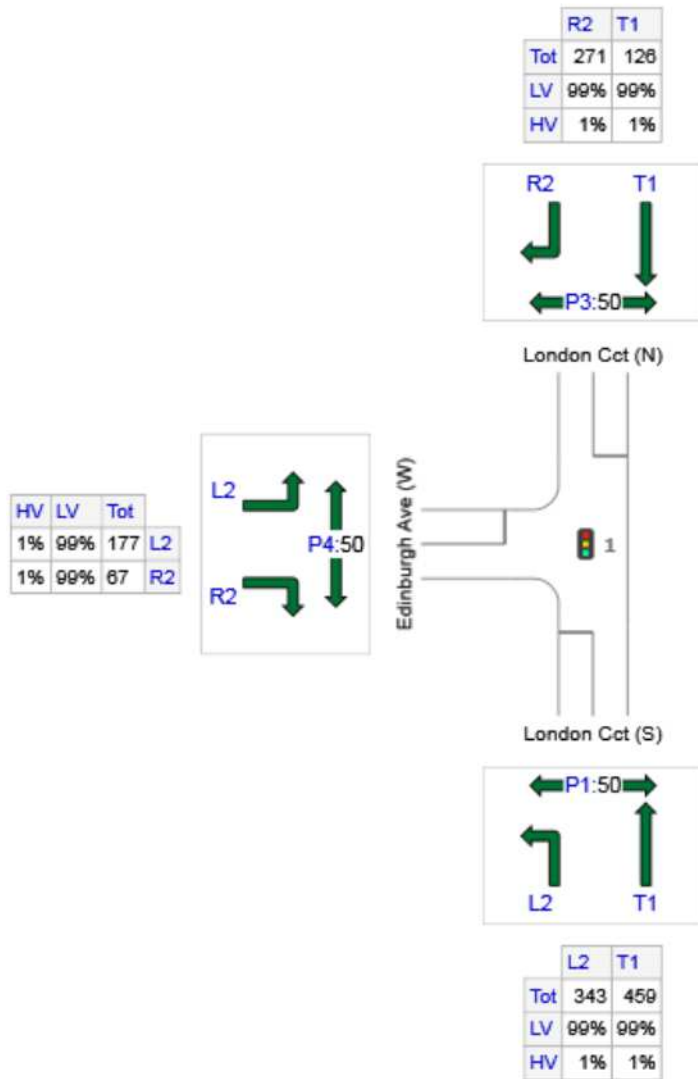 R2 T1
Tot 271 126
LV 99% 99%
HV 1% 1%
R2 T1
P3:50
London Cct (N)
HV LV Tot
1% 99% 177 L2
1% 99% 67 R2
L2
P4:50
R2
Edinburgh Ave (W)
1
London Cct (S)
P1:50
L2 T1
L2 T1
Tot 343 459
LV 99% 99%
HV 1% 1%